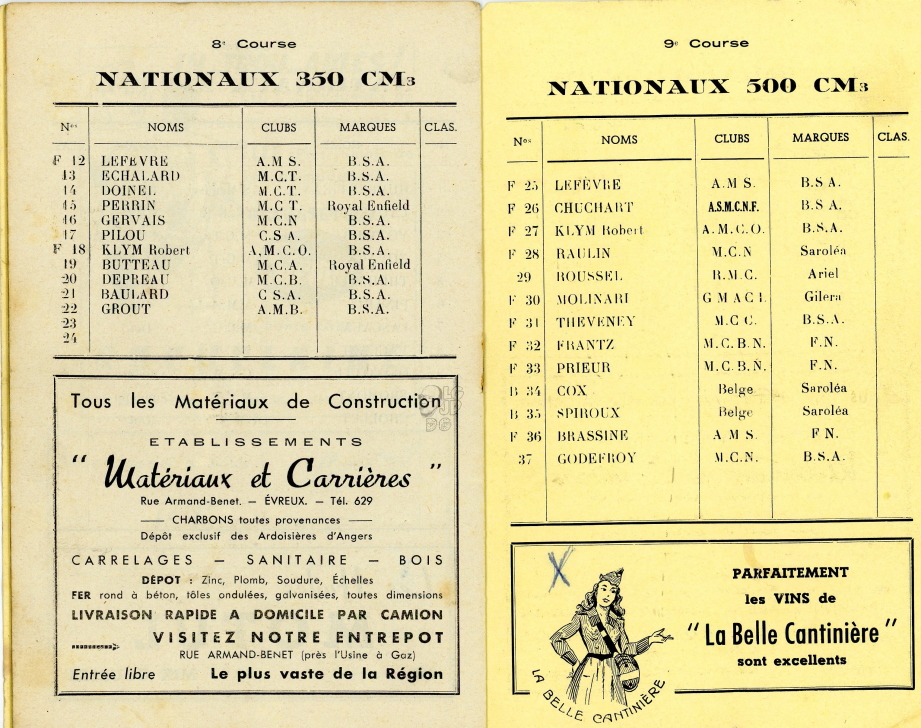 8e Course
NATIONAUX 350 CM3
Nos NOMS CLUBS MARQUES CLAS.
F 12 LEFEVRE A.M S. B.S.A.
13 ECHALARD M.C.T. B.S.A.
14 DOINEL M.C.T. B.S.A.
15 PERRIN M.C T. Royal Enfield
16 GERVAIS M.C.N B.S.A.
17 PILOU C.S A. B.S.A.
F 18 KLYM Robert A,M.C.O. B.S.A.
19 BUTTEAU M.C.A. Royal Enfield
20 DEPREAU M.C.B. B.S.A.
21 BAULARD C S.A. B.S.A.
22 GROUT A.M.B. B.S.A.
23
24
Tous les Matériaux de Construction
ETABLISSEMENTS
" Matériaux et Carrières "
Rue Armand-Benet. — ÉVREUX. — Tél. 629
— CHARBONS toutes provenances —
Dépôt exclusif des Ardoisières d'Angers
CARRELAGES — SANITAIRE — BOIS
DÉPOT : Zinc, Plomb, Soudure, Échelles
FER rond à béton, tôles ondulées, galvanisées, toutes dimensions
LIVRAISON RAPIDE A DOMICILE PAR CAMION
VISITEZ NOTRE ENTREPOT
RUE ARMAND-BENET (près l'Usine à Gaz)
Entrée libre Le plus vaste de la Région
9e Course
NATIONAUX 500 CM3
Nos NOMS CLUBS MARQUES CLAS.
F 25 LEFÈVRE A.M S. B.S A.
F 26 CHUCHART A.S.M.C.N.F. B.S A.
F 27 KLYM Robert A.M.C.O. B.S.A.
F 28 RAULIN M.C.N Saroléa
29 ROUSSEL R.M.C. Ariel
F 30 MOLINARI G M A C I. Gilera
F 31 THEVENEY M.C C. B.S.A.
F 32 FRANTZ M.C.B.N. F.N.
F 33 PRIEUR M.C.B.N. F.N.
B 34 COX Belge Saroléa
B 35 SPIROUX Belge Saroléa
F 36 BRASSINE A M S. F N.
37 GODEFROY M.C.N. B.S.A.
X
PARFAITEMENT
les VINS de
" La Belle Cantinière "
sont excellents
LA BELLE CANTINIÈRE